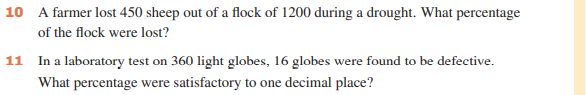 10 A farmer lost 450 sheep out of a flock of 1200 during a drought. What percentage
of the flock were lost?
11 In a laboratory test on 360 light globes, 16 globes were found to be defective.
What percentage were satisfactory to one decimal place?